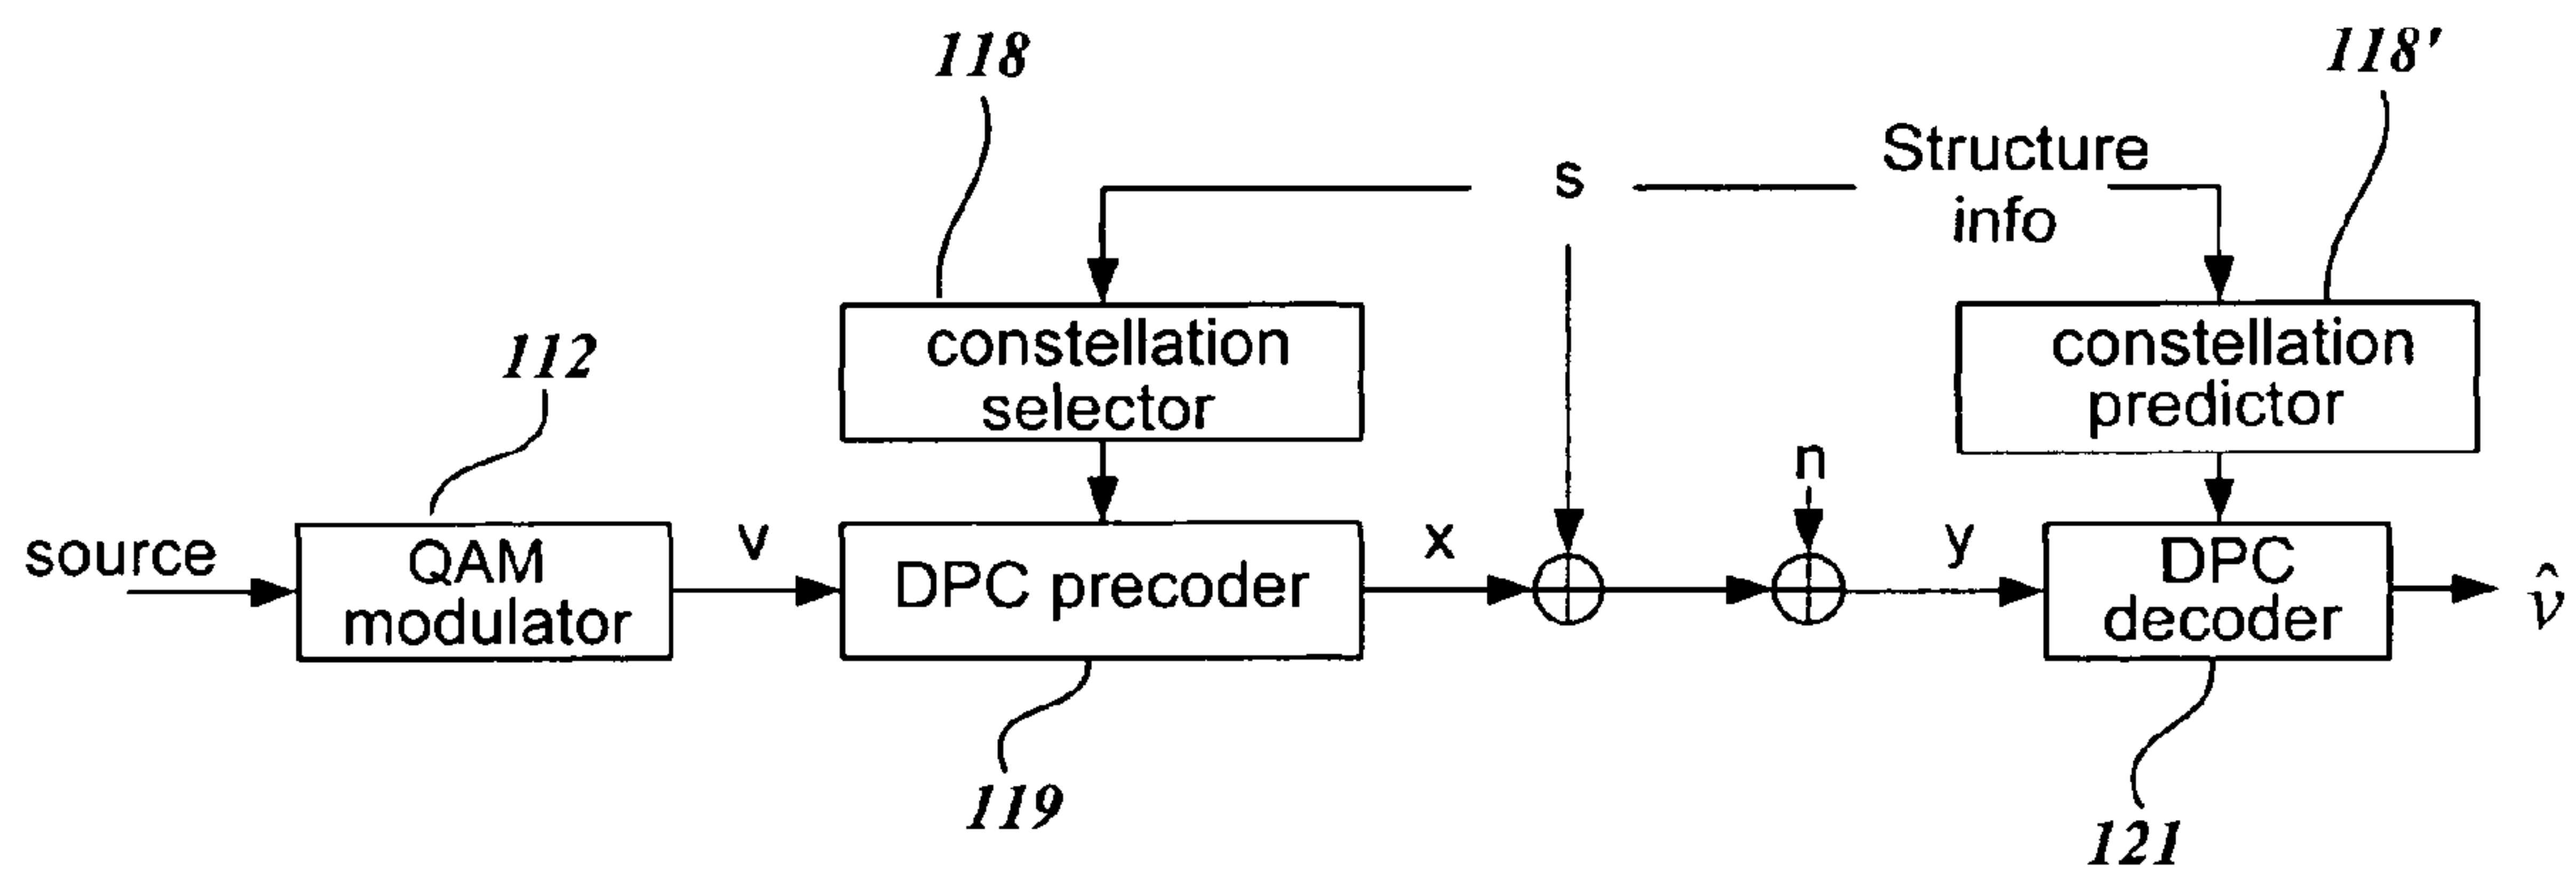 118
118'
s
Structure
info
constellation
selector
constellation
predictor
112
n
source
QAM
modulator
v
DPC precoder
x
y
DPC
decoder
v̂
119
121